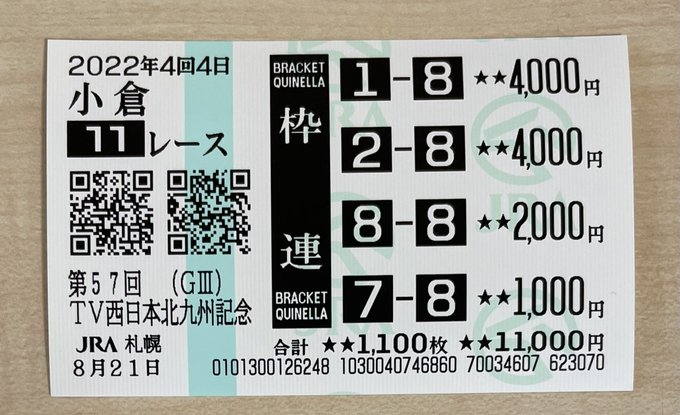 2022年4回4日
小倉
11レース
第57回 (GⅢ)
TV西日本北九州記念
JRA 札幌
8月21日
BRACKET
QUINELLA
枠
連
BRACKET
QUINELLA
1-8 ★★4,000円
2-8 ★★4,000円
8-8 ★★2,000円
7-8 ★★1,000円
合計 ★★1,100枚 ★★11,000円
0101300126248 1030040746860 70034607 623070
JRA
JRA